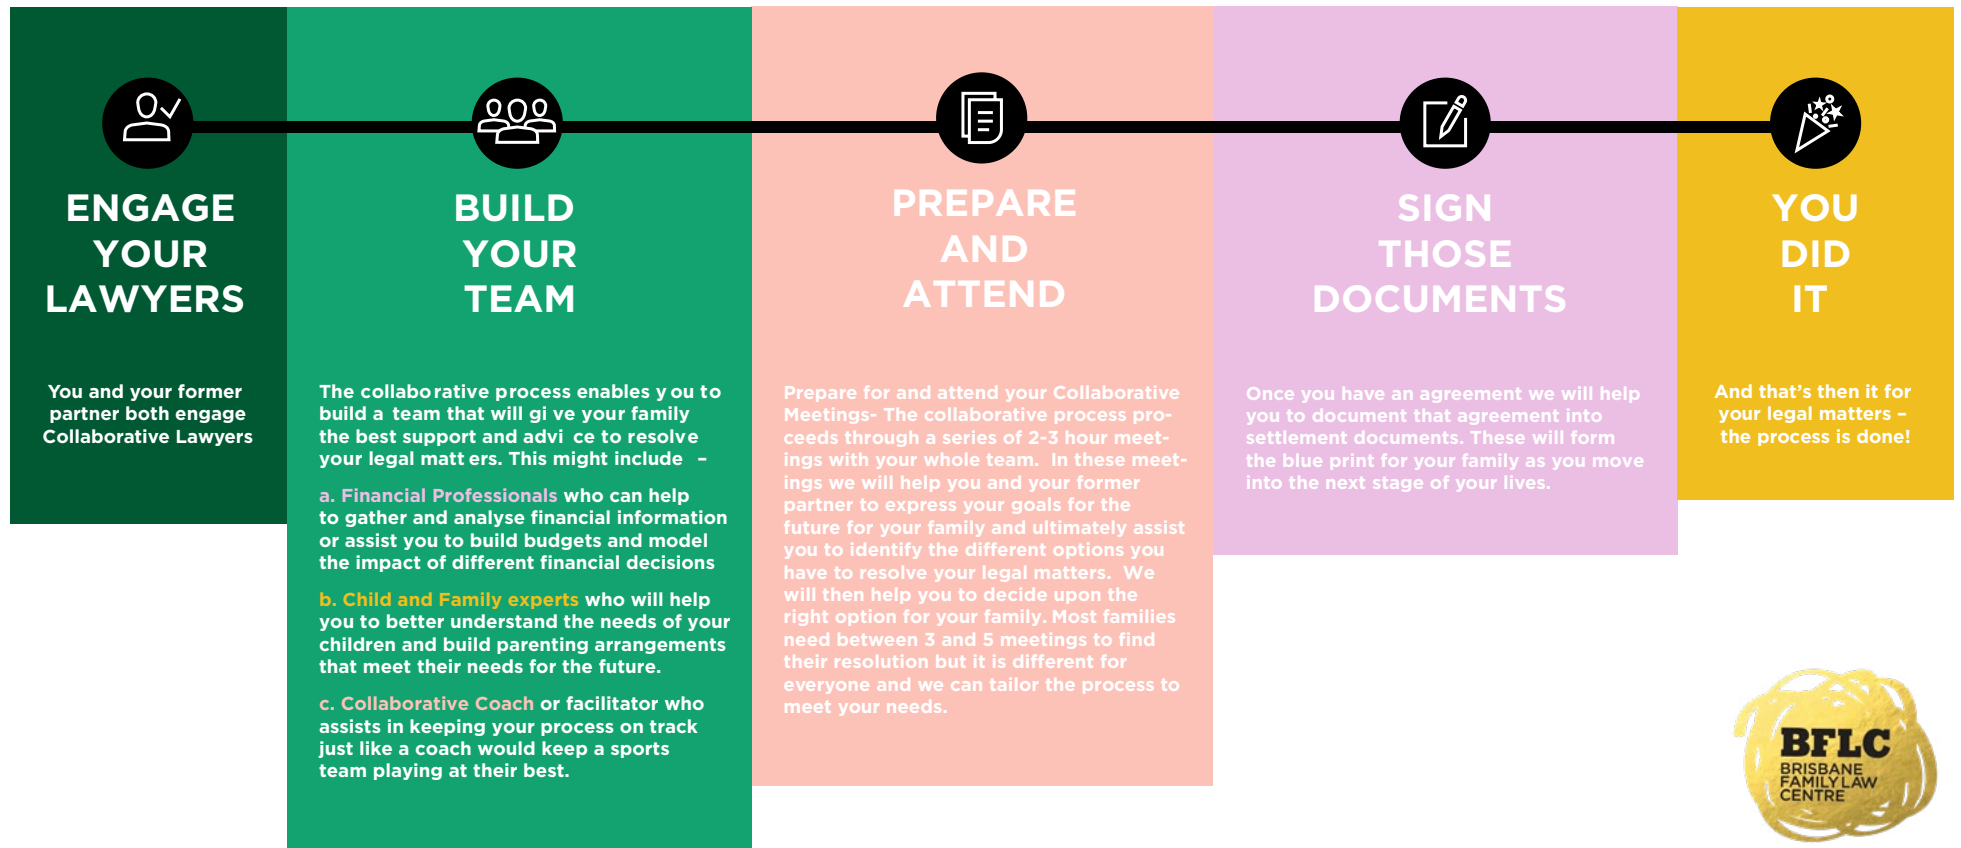 ENGAGE
YOUR
LAWYERS
You and your former
partner both engage
Collaborative Lawyers
BUILD
YOUR
TEAM
The collaborative process enables you to
build a team that will give your family
the best support and advice to resolve
your legal matters. This might include –
a. Financial Professionals who can help
to gather and analyse financial information
or assist you to build budgets and model
the impact of different financial decisions
b. Child and Family experts who will help
you to better understand the needs of your
children and build parenting arrangements
that meet their needs for the future.
c. Collaborative Coach or facilitator who
assists in keeping your process on track
just like a coach would keep a sports
team playing at their best.
PREPARE
AND
ATTEND
Prepare for and attend your Collaborative
Meetings- The collaborative process pro-
ceeds through a series of 2-3 hour meet-
ings with your whole team. In these meet-
ings we will help you and your former
partner to express your goals for the
future for your family and ultimately assist
you to identify the different options you
have to resolve your legal matters. We
will then help you to decide upon the
right option for your family. Most families
need between 3 and 5 meetings to find
their resolution but it is different for
everyone and we can tailor the process to
meet your needs.
SIGN
THOSE
DOCUMENTS
Once you have an agreement we will help
you to document that agreement into
settlement documents. These will form
the blue print for your family as you move
into the next stage of your lives.
YOU
DID
IT
And that's then it for
your legal matters –
the process is done!
BFLC
BRISBANE
FAMILY LAW
CENTRE